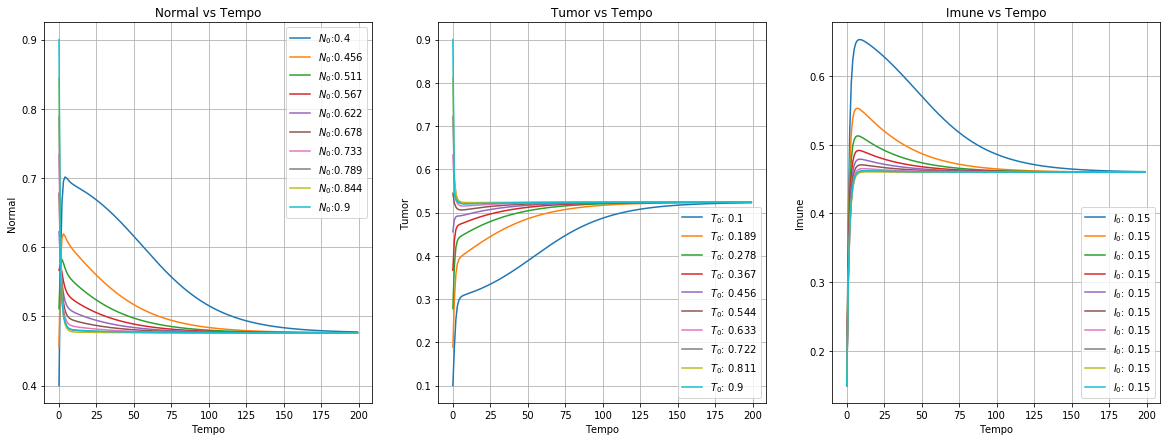 Normal vs Tempo
0.9
0.8
0.7
0.6
0.5
0.4
Normal
0 25 50 75 100 125 150 175 200
Tempo
N₀:0.4
N₀:0.456
N₀:0.511
N₀:0.567
N₀:0.622
N₀:0.678
N₀:0.733
N₀:0.789
N₀:0.844
N₀:0.9
Tumor vs Tempo
0.9
0.8
0.7
0.6
0.5
0.4
0.3
0.2
0.1
Tumor
0 25 50 75 100 125 150 175 200
Tempo
T₀: 0.1
T₀: 0.189
T₀: 0.278
T₀: 0.367
T₀: 0.456
T₀: 0.544
T₀: 0.633
T₀: 0.722
T₀: 0.811
T₀: 0.9
Imune vs Tempo
0.6
0.5
0.4
0.3
0.2
Imune
0 25 50 75 100 125 150 175 200
Tempo
I₀: 0.15
I₀: 0.15
I₀: 0.15
I₀: 0.15
I₀: 0.15
I₀: 0.15
I₀: 0.15
I₀: 0.15
I₀: 0.15
I₀: 0.15